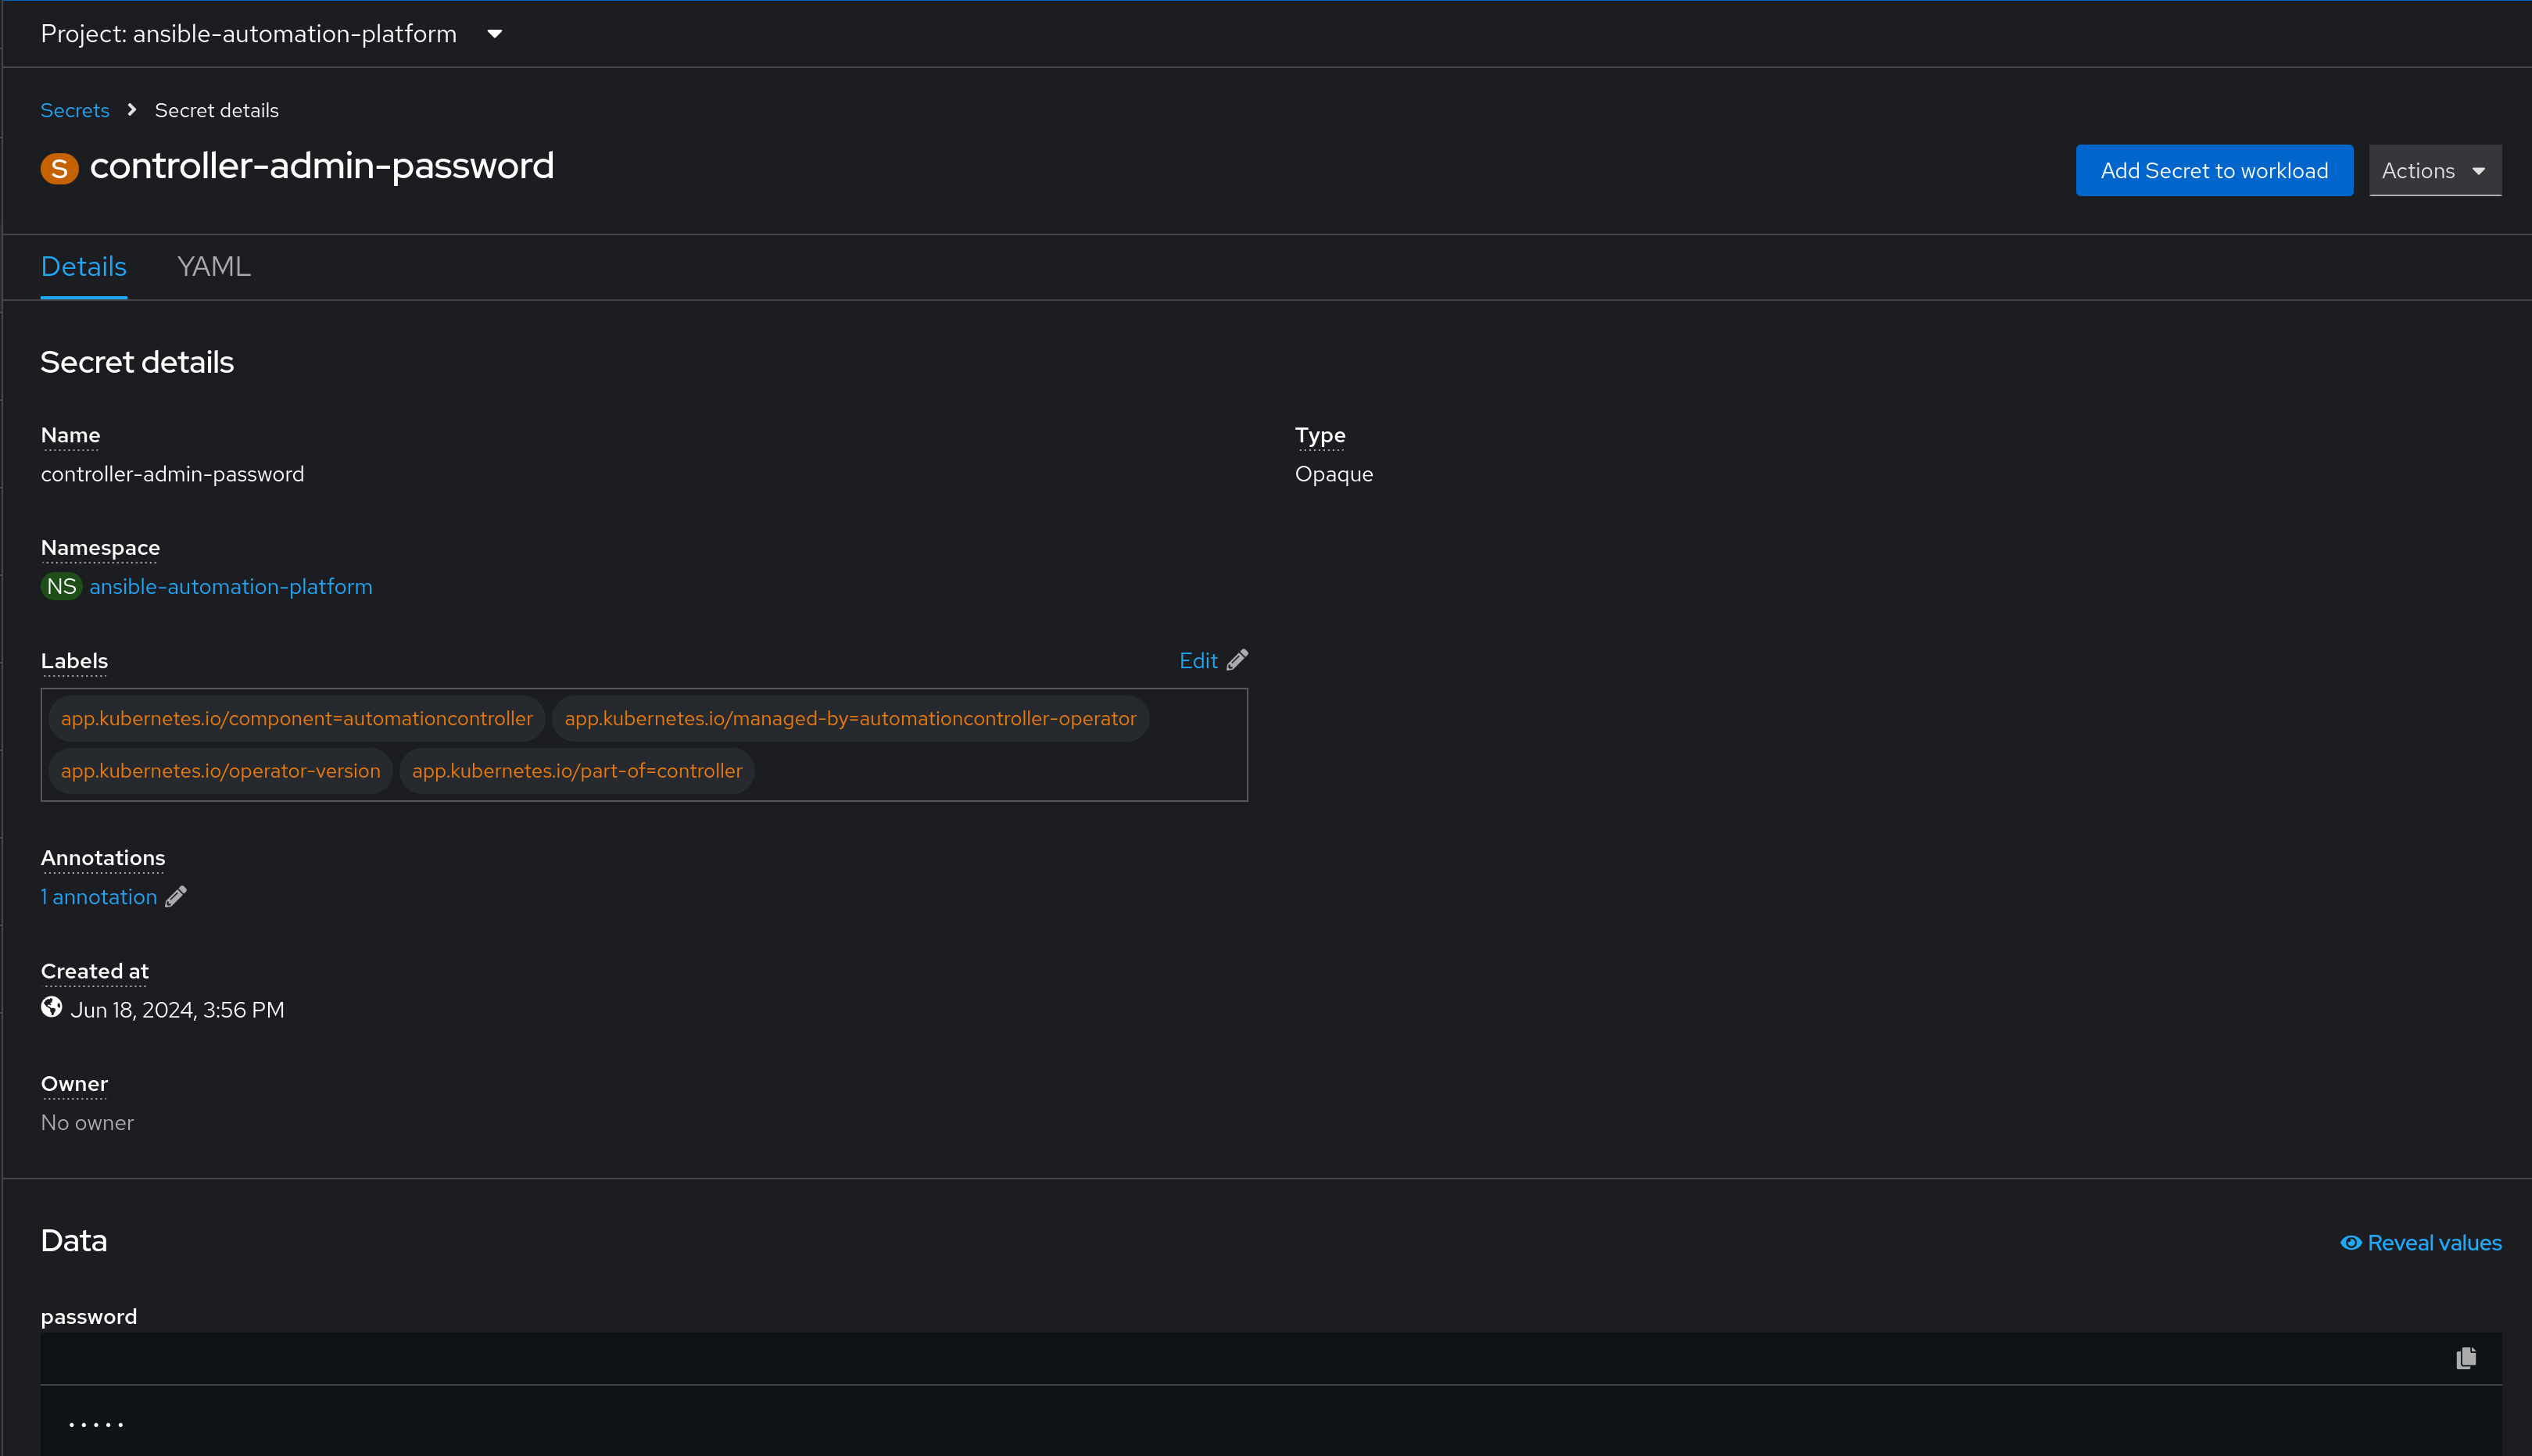 Project: ansible-automation-platform
Secrets Secret details
S controller-admin-password
Add Secret to workload Actions
Details YAML
Secret details
Name
controller-admin-password
Type
Opaque
Namespace
NS ansible-automation-platform
Labels
Edit
app.kubernetes.io/component=automationcontroller app.kubernetes.io/managed-by=automationcontroller-operator
app.kubernetes.io/operator-version app.kubernetes.io/part-of=controller
Annotations
1 annotation
Created at
Jun 18, 2024, 3:56 PM
Owner
No owner
Data
Reveal values
password
•••••